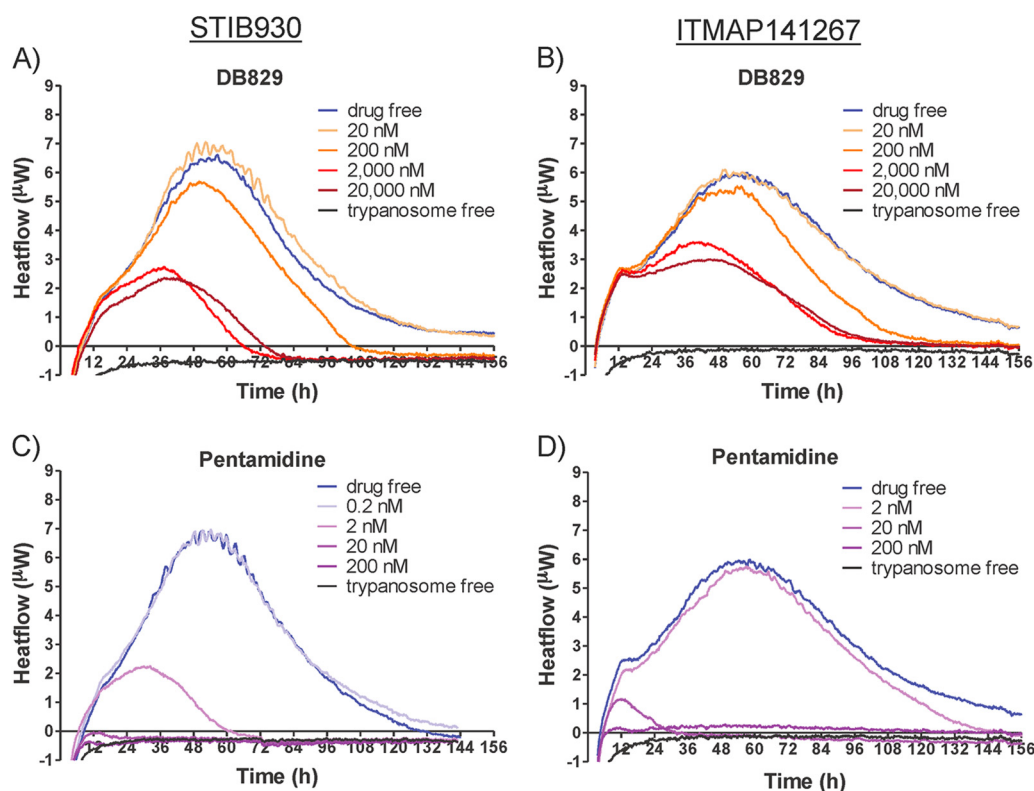 STIB930
ITMAP141267
A)
DB829
9
8
7
6
5
4
3
2
1
0
-1
Heatflow (µW)
drug free
20 nM
200 nM
2,000 nM
20,000 nM
trypanosome free
12 24 36 48 60 72 84 96 108 120 132 144 156
Time (h)
B)
DB829
9
8
7
6
5
4
3
2
1
0
-1
Heatflow (µW)
drug free
20 nM
200 nM
2,000 nM
20,000 nM
trypanosome free
12 24 36 48 60 72 84 96 108 120 132 144 156
Time (h)
C)
Pentamidine
9
8
7
6
5
4
3
2
1
0
-1
Heatflow (µW)
drug free
0.2 nM
2 nM
20 nM
200 nM
trypanosome free
12 24 36 48 60 72 84 96 108 120 132 144 156
Time (h)
D)
Pentamidine
9
8
7
6
5
4
3
2
1
0
-1
Heatflow (µW)
drug free
2 nM
20 nM
200 nM
trypanosome free
12 24 36 48 60 72 84 96 108 120 132 144 156
Time (h)